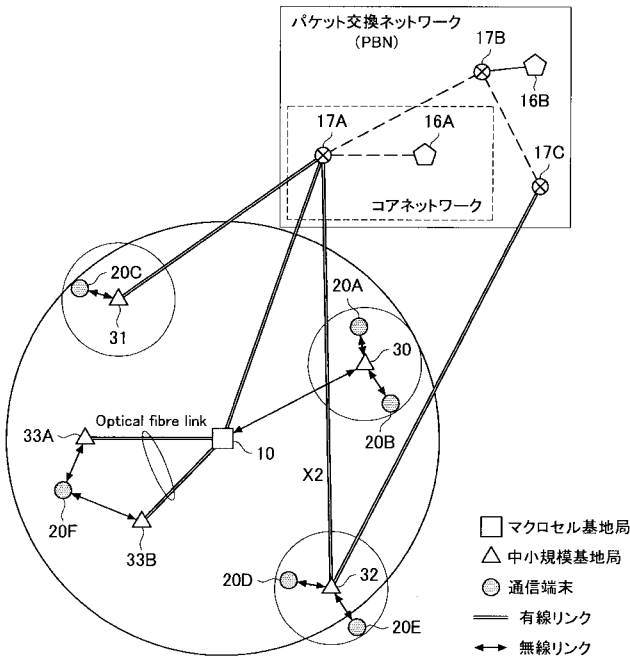 パケット交換ネットワーク
(PBN)
17B
16B
17A
16A
17C
コアネットワーク
20C
31
20A
30
20B
Optical fibre link
33A
10
20F
33B
X2
20D
32
20E
マクロセル基地局
中小規模基地局
通信端末
有線リンク
無線リンク